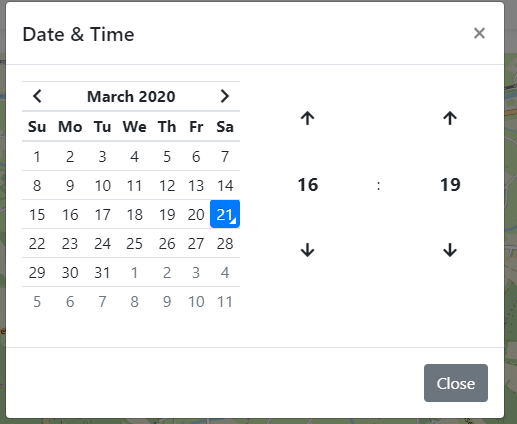 Date & Time ×
March 2020
Su Mo Tu We Th Fr Sa
1 2 3 4 5 6 7
8 9 10 11 12 13 14
15 16 17 18 19 20 21
22 23 24 25 26 27 28
29 30 31 1 2 3 4
5 6 7 8 9 10 11
16 : 19
Close